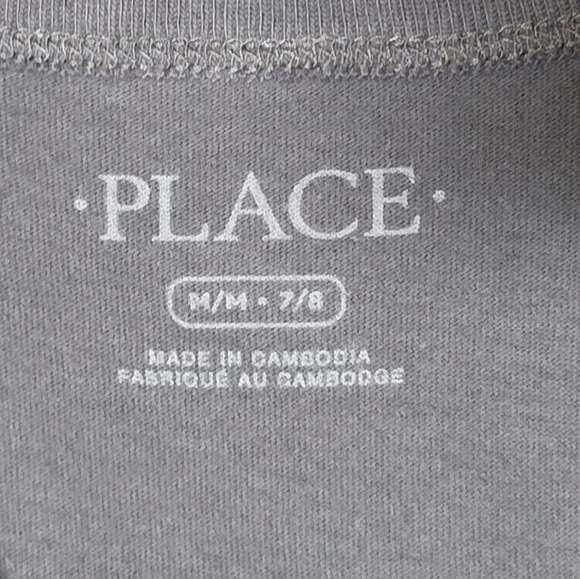 ·PLACE·
M/M • 7/8
MADE IN CAMBODIA
FABRIQUÉ AU CAMBODGE